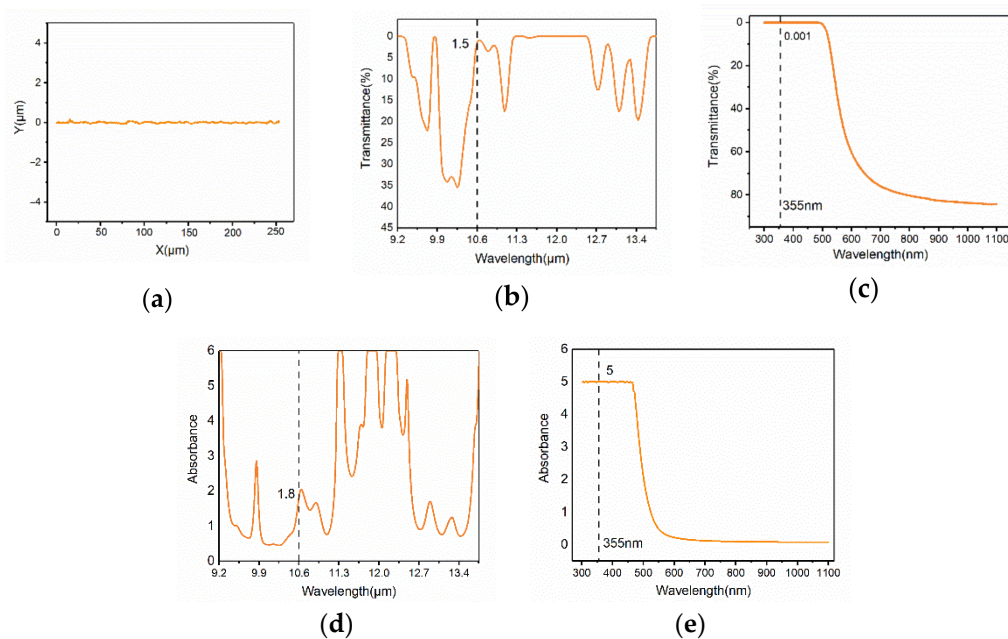 4
2
0
-2
-4
Y(µm)
0 50 100 150 200 250
X(µm)
(a)
0
5
10
15
20
25
30
35
40
45
Transmittance(%)
1.5
9.2 9.9 10.6 11.3 12.0 12.7 13.4
Wavelength(µm)
(b)
0
20
40
60
80
Transmittance(%)
0.001
355nm
300 400 500 600 700 800 900 1000 1100
Wavelength(nm)
(c)
6
5
4
3
2
1
0
Absorbance
1.8
9.2 9.9 10.6 11.3 12.0 12.7 13.4
Wavelength(µm)
(d)
6
5
4
3
2
1
0
Absorbance
5
355nm
300 400 500 600 700 800 900 1000 1100
Wavelength(nm)
(e)